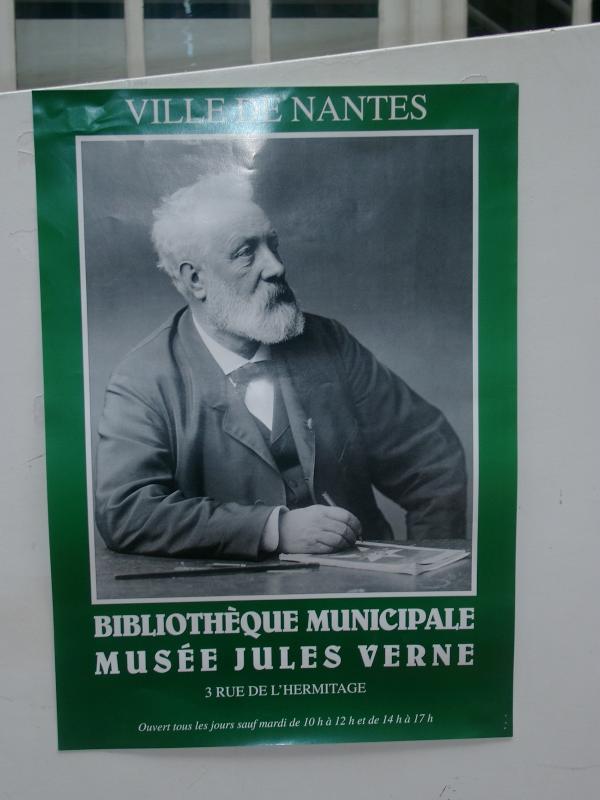 VILLE DE NANTES
BIBLIOTHÈQUE MUNICIPALE
MUSÉE JULES VERNE
3 RUE DE L'HERMITAGE
Ouvert tous les jours sauf mardi de 10 h à 12 h et de 14 h à 17 h